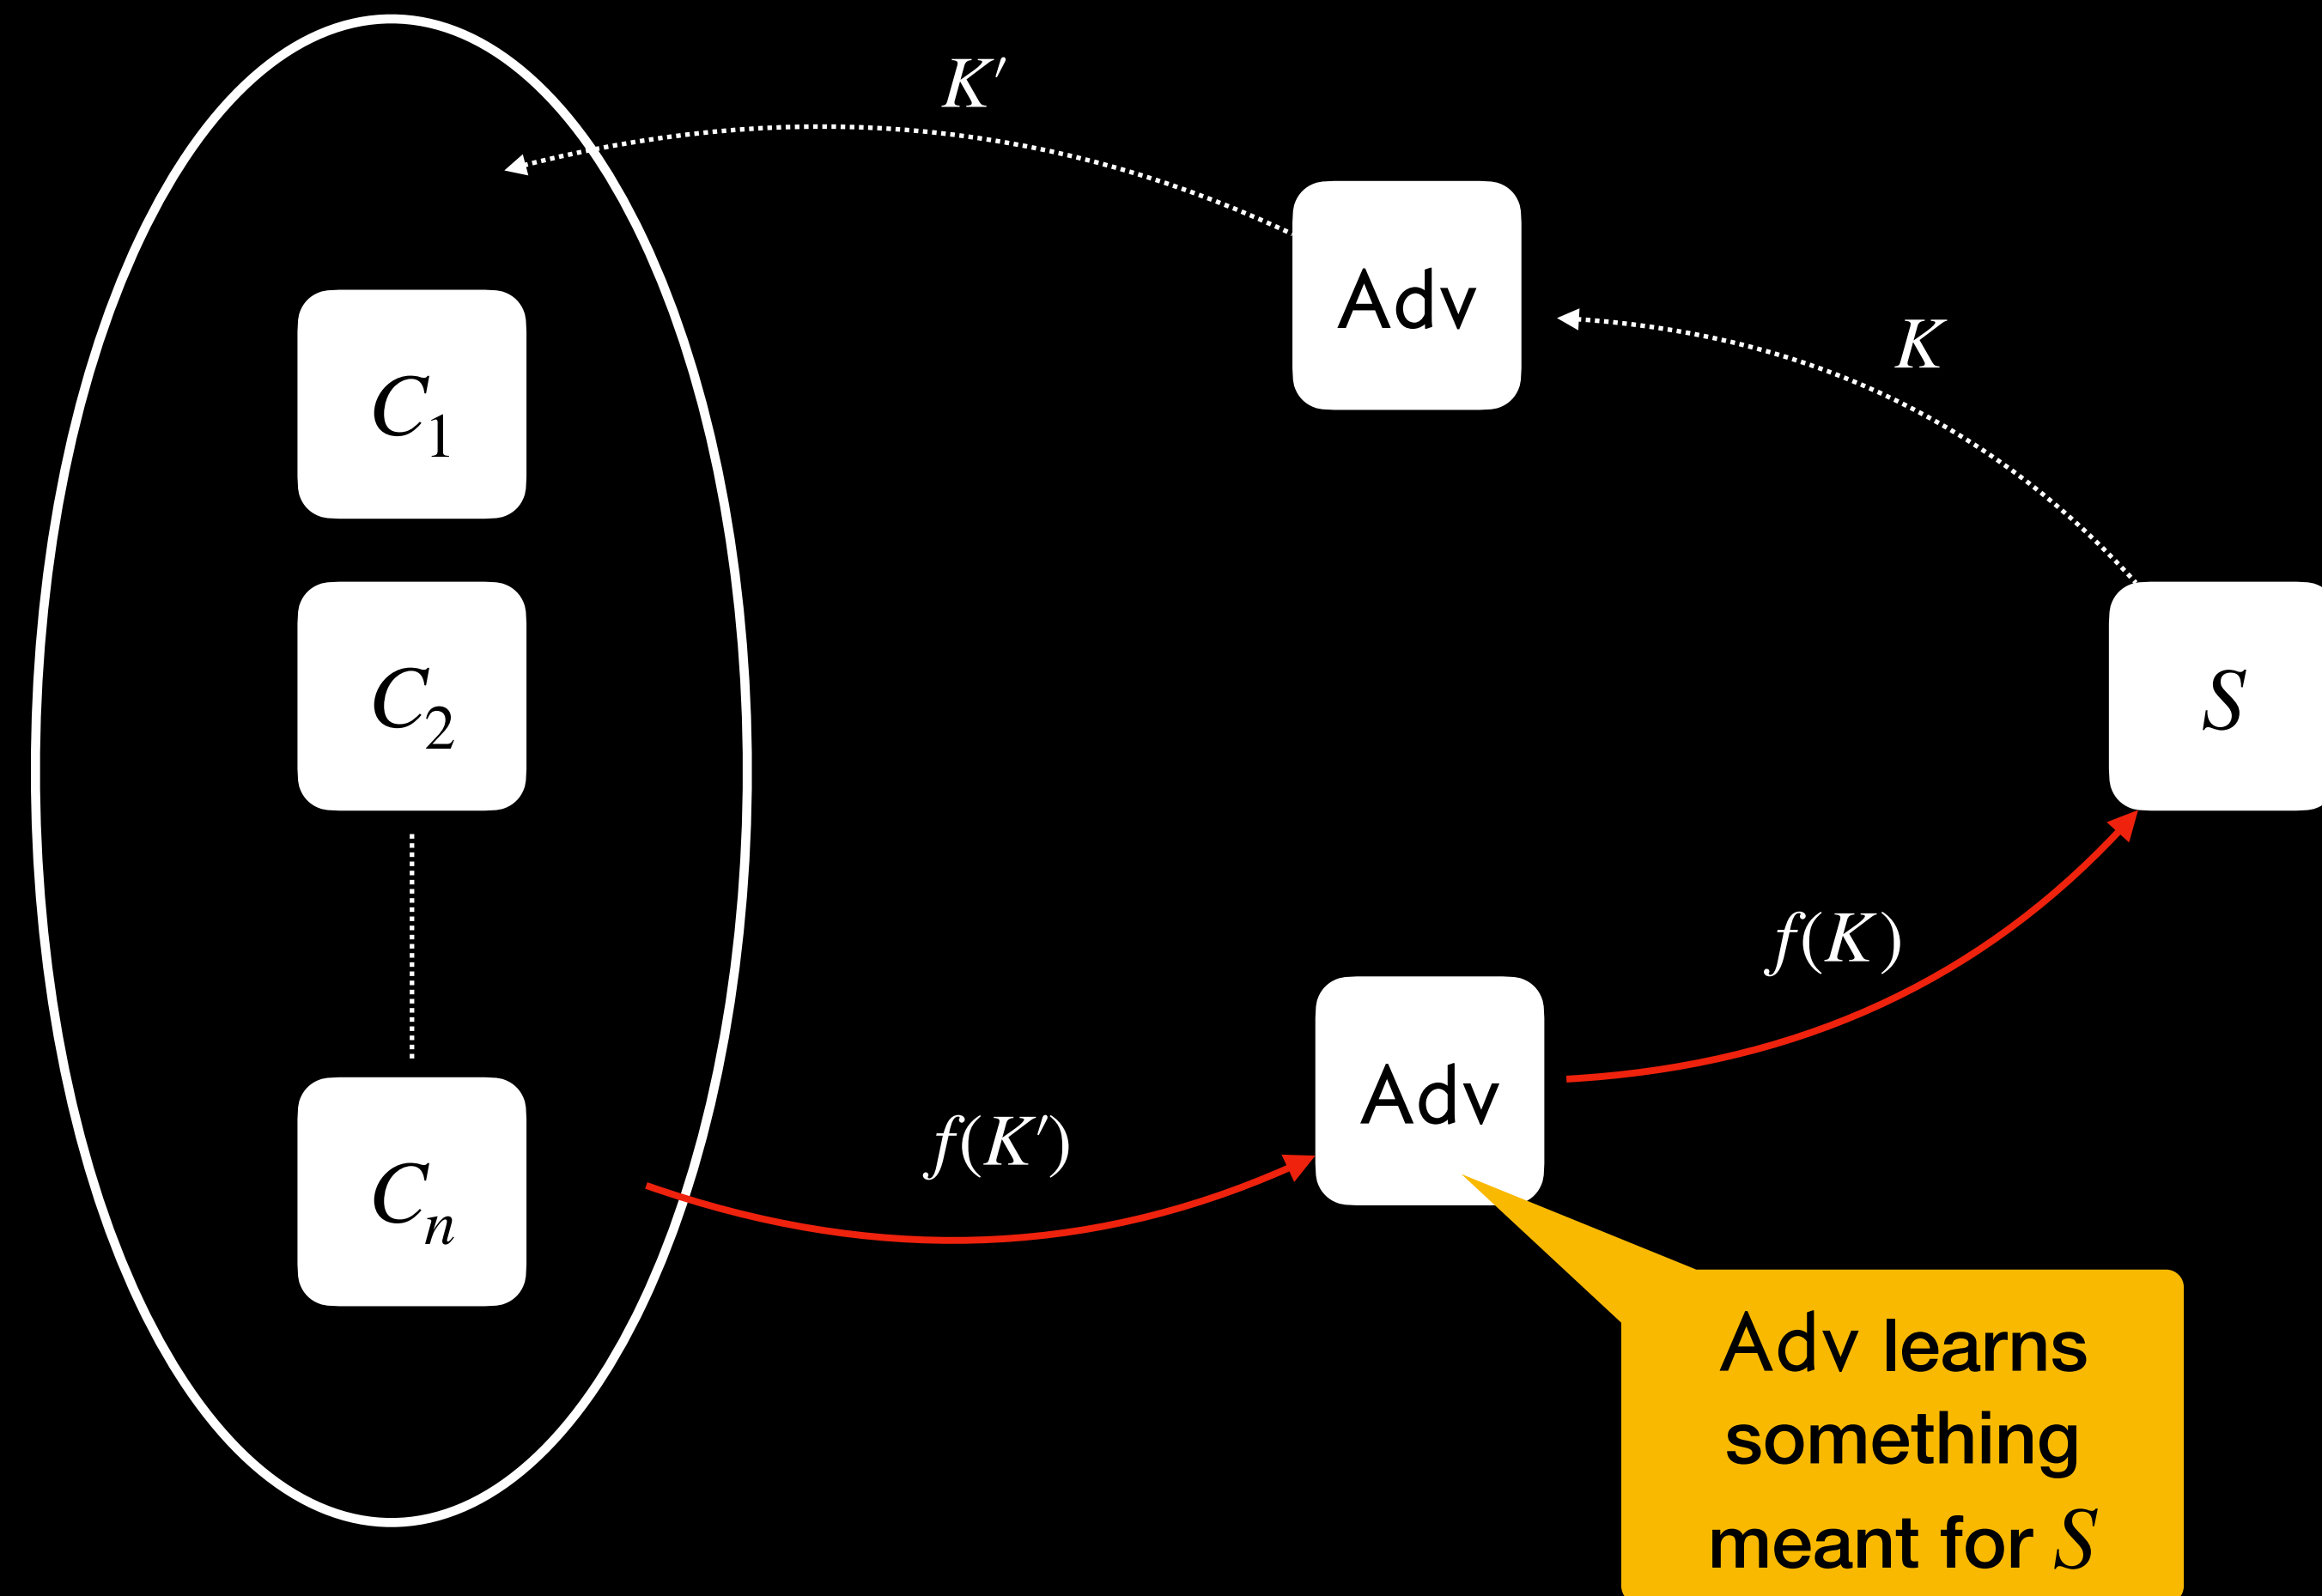 K′
Adv
K
C₁
C₂
S
f(K)
Adv
f(K′)
Cₙ
Adv learns
something
meant for S